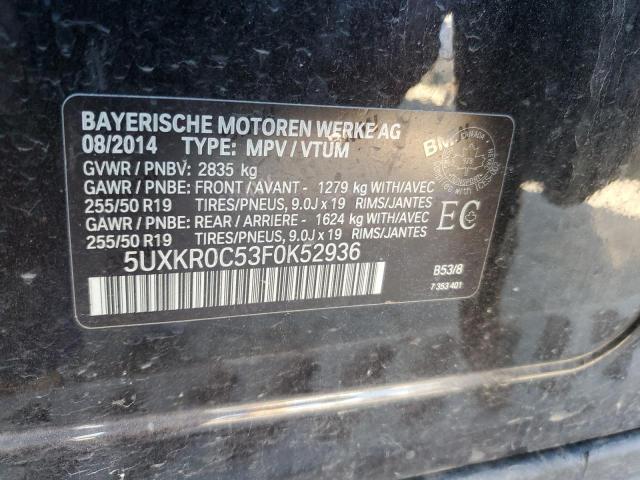 BAYERISCHE MOTOREN WERKE AG
08/2014 TYPE: MPV / VTUM
BMW
GVWR / PNBV: 2835 kg
GAWR / PNBE: FRONT / AVANT - 1279 kg WITH/AVEC
255/50 R19 TIRES/PNEUS, 9.0J x 19 RIMS/JANTES
GAWR / PNBE: REAR / ARRIERE - 1624 kg WITH/AVEC
255/50 R19 TIRES/PNEUS, 9.0J x 19 RIMS/JANTES
EC
5UXKR0C53F0K52936
B53/8
7 353 401
CANADA